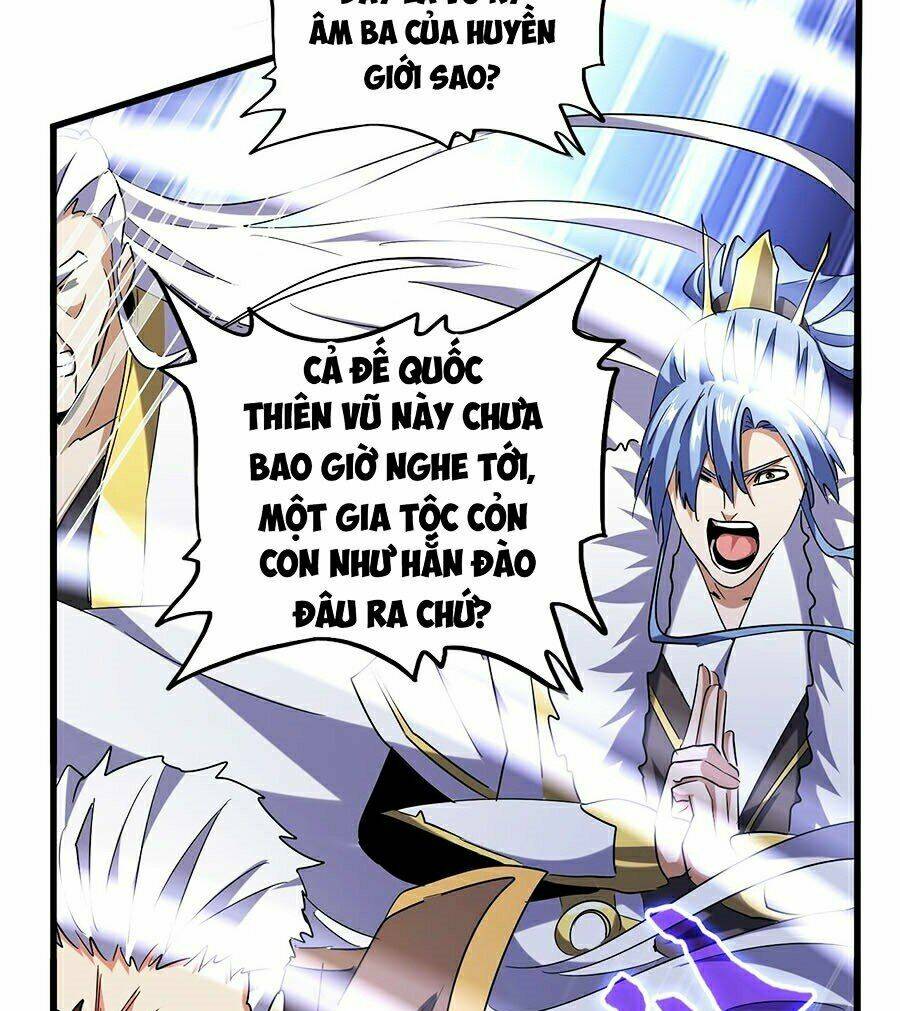 ÂM BA CỦA HUYỀN
GIỚI SAO?
CẢ ĐẾ QUỐC
THIÊN VŨ NÀY CHƯA
BAO GIỜ NGHE TỚI,
MỘT GIA TỘC CỎN
CON NHƯ HẮN ĐÀO
ĐÂU RA CHỨ?